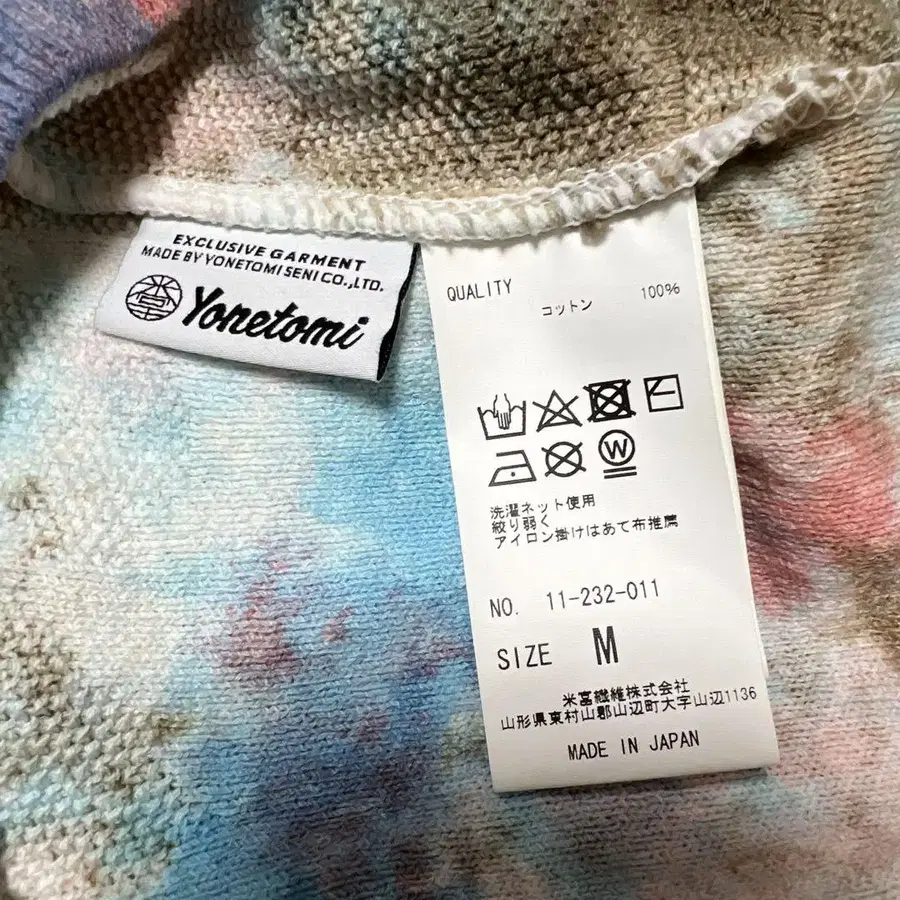 EXCLUSIVE GARMENT
MADE BY YONETOMI SENI CO.,LTD.
Yonetomi
QUALITY
コットン 100%
W
洗濯ネット使用
絞り弱く
アイロン掛けはあて布推薦
NO. 11-232-011
SIZE M
米富繊維株式会社
山形県東村山郡山辺町大字山辺1136
MADE IN JAPAN